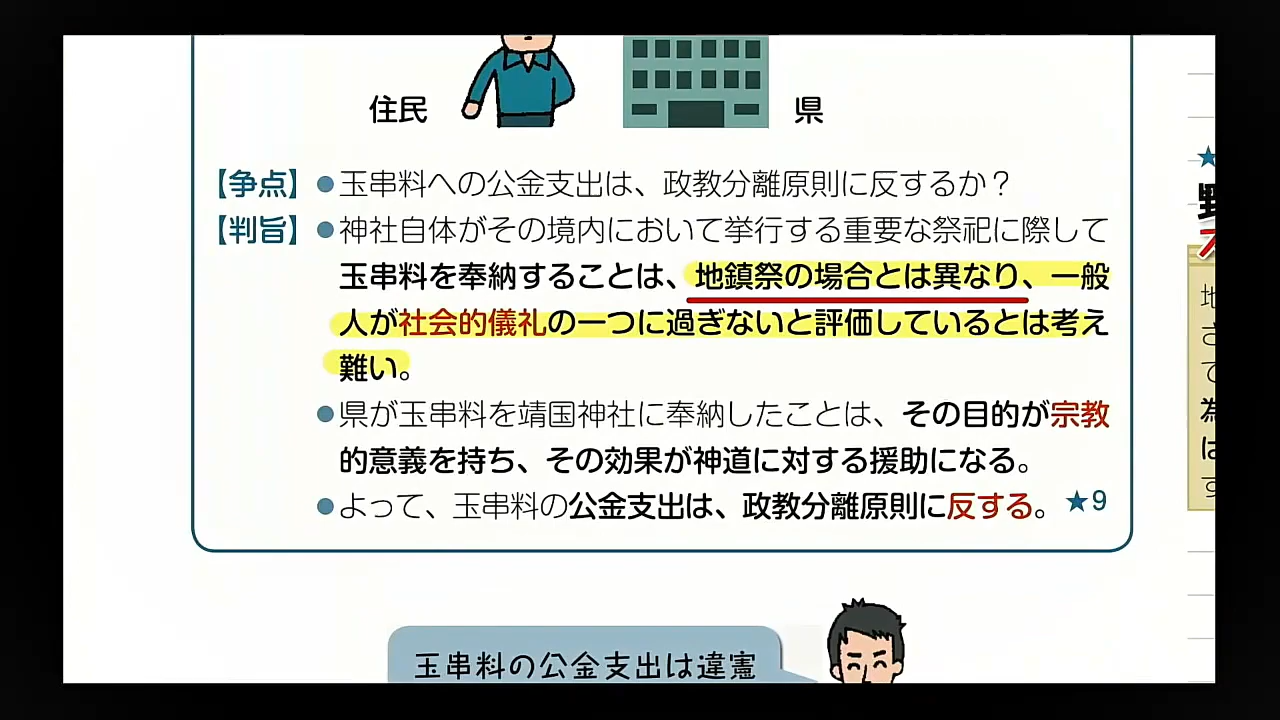 住民
県
【争点】●玉串料への公金支出は、政教分離原則に反するか？
【判旨】●神社自体がその境内において挙行する重要な祭祀に際して
玉串料を奉納することは、地鎮祭の場合とは異なり、一般
人が社会的儀礼の一つに過ぎないと評価しているとは考え
難い。
●県が玉串料を靖国神社に奉納したことは、その目的が宗教
的意義を持ち、その効果が神道に対する援助になる。
●よって、玉串料の公金支出は、政教分離原則に反する。★9
玉串料の公金支出は違憲
★
地
さ
て
為
は
す